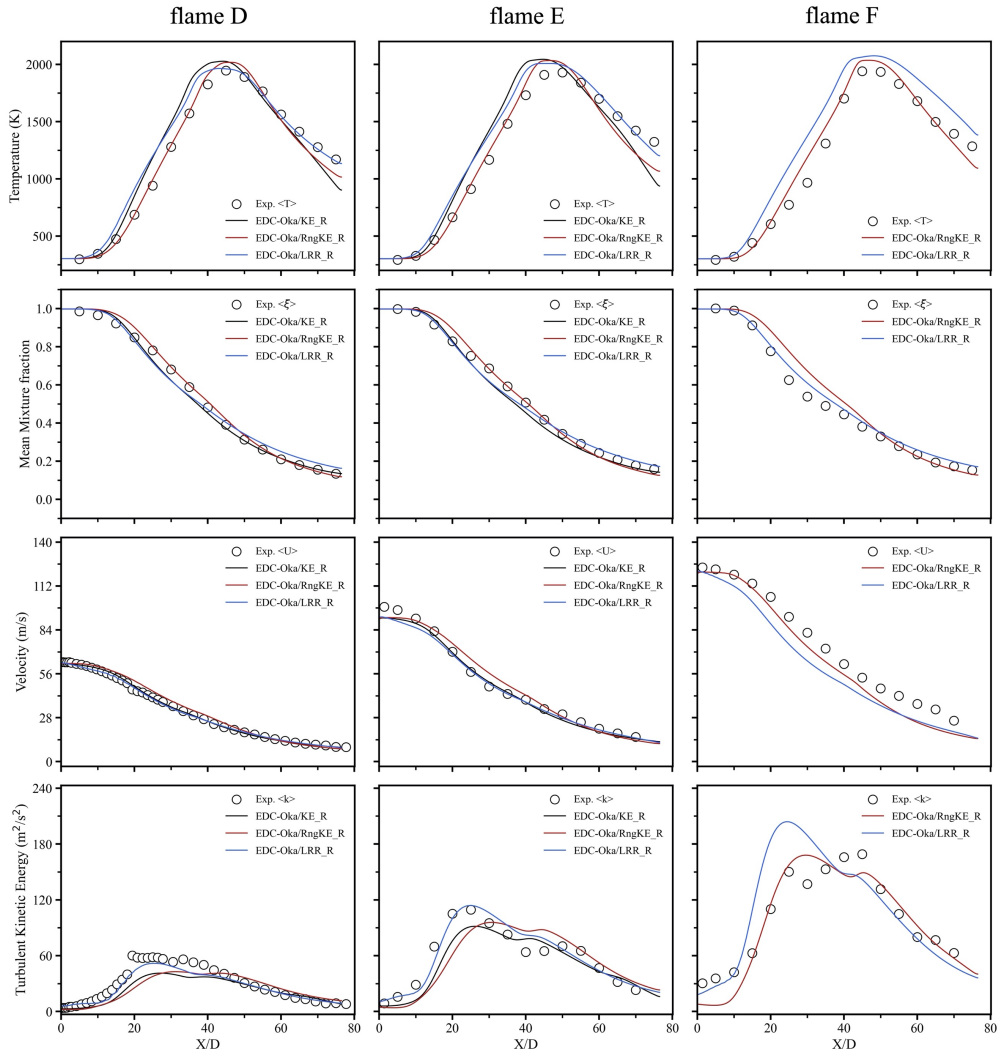 flame D
flame E
flame F
Temperature (K)
2000
1500
1000
500
Exp. <T>
EDC-Oka/KE_R
EDC-Oka/RngKE_R
EDC-Oka/LRR_R
Exp. <T>
EDC-Oka/KE_R
EDC-Oka/RngKE_R
EDC-Oka/LRR_R
Exp. <T>
EDC-Oka/RngKE_R
EDC-Oka/LRR_R
Mean Mixture fraction
1.0
0.8
0.6
0.4
0.2
0.0
Exp. <ξ>
EDC-Oka/KE_R
EDC-Oka/RngKE_R
EDC-Oka/LRR_R
Exp. <ξ>
EDC-Oka/KE_R
EDC-Oka/RngKE_R
EDC-Oka/LRR_R
Exp. <ξ>
EDC-Oka/RngKE_R
EDC-Oka/LRR_R
Velocity (m/s)
140
112
84
56
28
0
Exp. <U>
EDC-Oka/KE_R
EDC-Oka/RngKE_R
EDC-Oka/LRR_R
Exp. <U>
EDC-Oka/KE_R
EDC-Oka/RngKE_R
EDC-Oka/LRR_R
Exp. <U>
EDC-Oka/RngKE_R
EDC-Oka/LRR_R
Turbulent Kinetic Energy (m²/s²)
240
180
120
60
0
Exp. <k>
EDC-Oka/KE_R
EDC-Oka/RngKE_R
EDC-Oka/LRR_R
Exp. <k>
EDC-Oka/KE_R
EDC-Oka/RngKE_R
EDC-Oka/LRR_R
Exp. <k>
EDC-Oka/RngKE_R
EDC-Oka/LRR_R
0 20 40 60 80
0 20 40 60 80
0 20 40 60 80
X/D
X/D
X/D